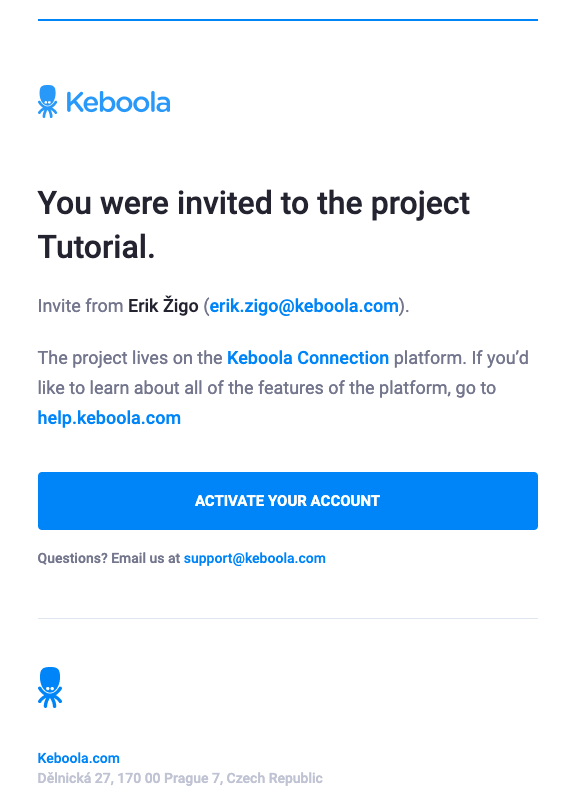 Keboola
You were invited to the project
Tutorial.
Invite from Erik Žigo (erik.zigo@keboola.com).
The project lives on the Keboola Connection platform. If you’d
like to learn about all of the features of the platform, go to
help.keboola.com
ACTIVATE YOUR ACCOUNT
Questions? Email us at support@keboola.com
Keboola.com
Dělnická 27, 170 00 Prague 7, Czech Republic